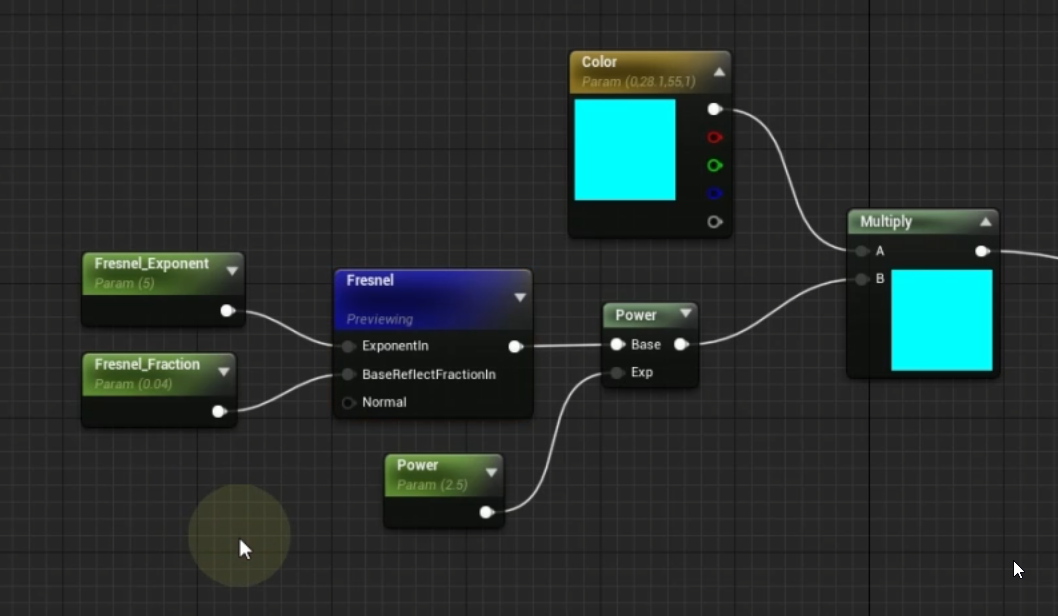 Color
Param (0,28.1,55,1)
Multiply
A
B
Fresnel_Exponent
Param (5)
Fresnel
Previewing
ExponentIn
BaseReflectFractionIn
Normal
Power
Base
Exp
Fresnel_Fraction
Param (0.04)
Power
Param (2.5)